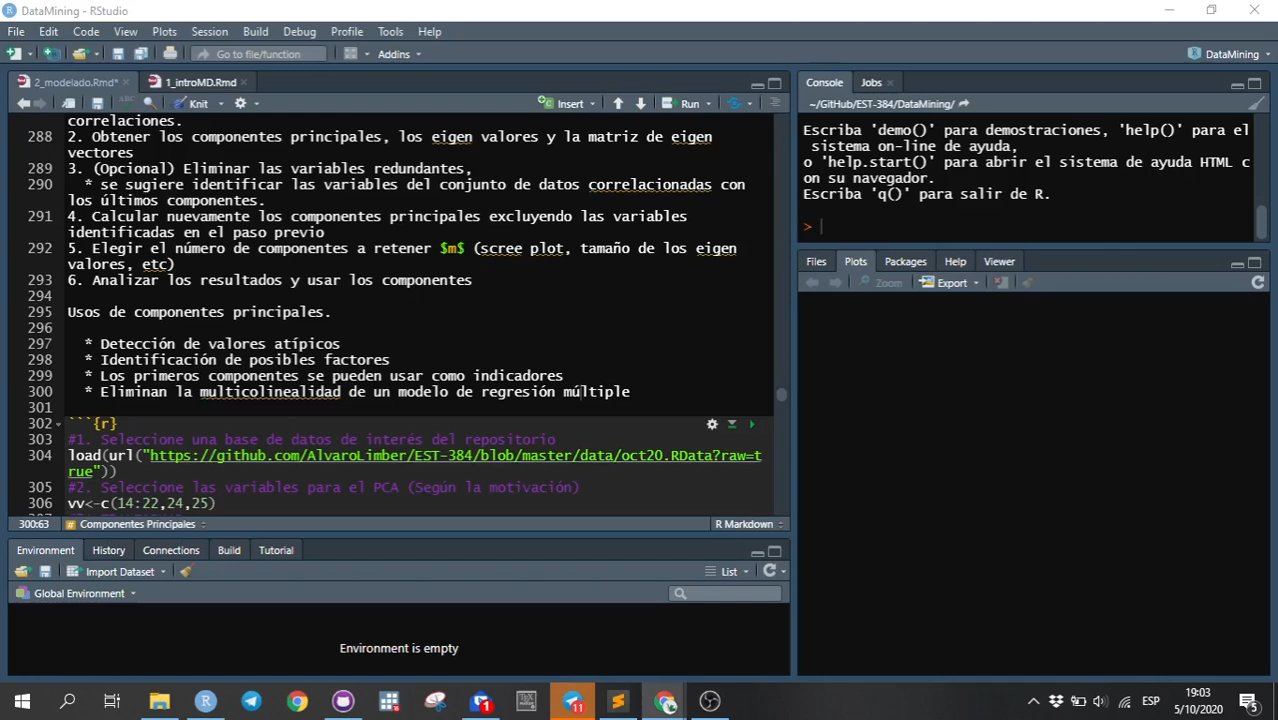 DataMining - RStudio
File Edit Code View Plots Session Build Debug Profile Tools Help
Go to file/function Addins DataMining
2_modelado.Rmd* 1_introMD.Rmd
Knit Insert Run
correlaciones.
288 2. Obtener los componentes principales, los eigen valores y la matriz de eigen
vectores
289 3. (Opcional) Eliminar las variables redundantes,
290 * se sugiere identificar las variables del conjunto de datos correlacionadas con
los últimos componentes.
291 4. Calcular nuevamente los componentes principales excluyendo las variables
identificadas en el paso previo
292 5. Elegir el número de componentes a retener $m$ (scree plot, tamaño de los eigen
valores, etc)
293 6. Analizar los resultados y usar los componentes
294
295 Usos de componentes principales.
296
297 * Detección de valores atípicos
298 * Identificación de posibles factores
299 * Los primeros componentes se pueden usar como indicadores
300 * Eliminan la multicolinealidad de un modelo de regresión múltiple
301
302 ```{r}
303 #1. Seleccione una base de datos de interés del repositorio
304 load(url("https://github.com/AlvaroLimber/EST-384/blob/master/data/oct20.RData?raw=t
rue"))
305 #2. Seleccione las variables para el PCA (Según la motivación)
306 vv<-c(14:22,24,25)
300:63 Componentes Principales R Markdown
Environment History Connections Build Tutorial
Import Dataset List
Global Environment
Environment is empty
Console Jobs
~/GitHub/EST-384/DataMining/
Escriba 'demo()' para demostraciones, 'help()' para el
sistema on-line de ayuda,
o 'help.start()' para abrir el sistema de ayuda HTML c
on su navegador.
Escriba 'q()' para salir de R.
>
Files Plots Packages Help Viewer
Zoom Export
11
1
ESP
19:03
5/10/2020
5